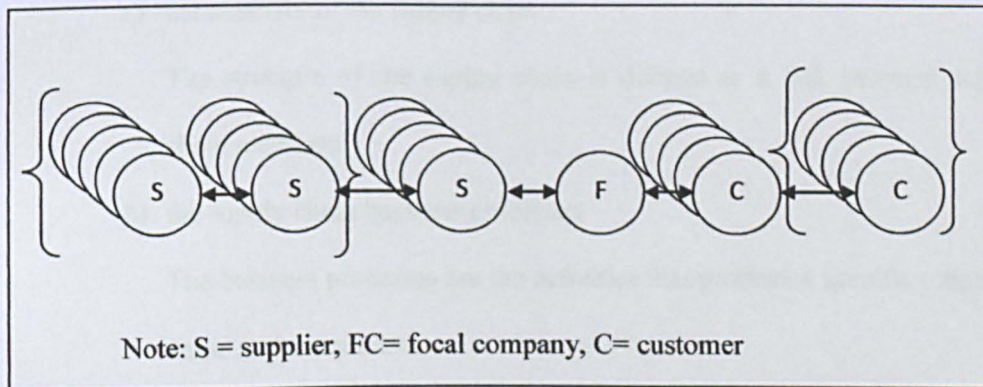 S S S F C C
Note: S = supplier, FC= focal company, C= customer